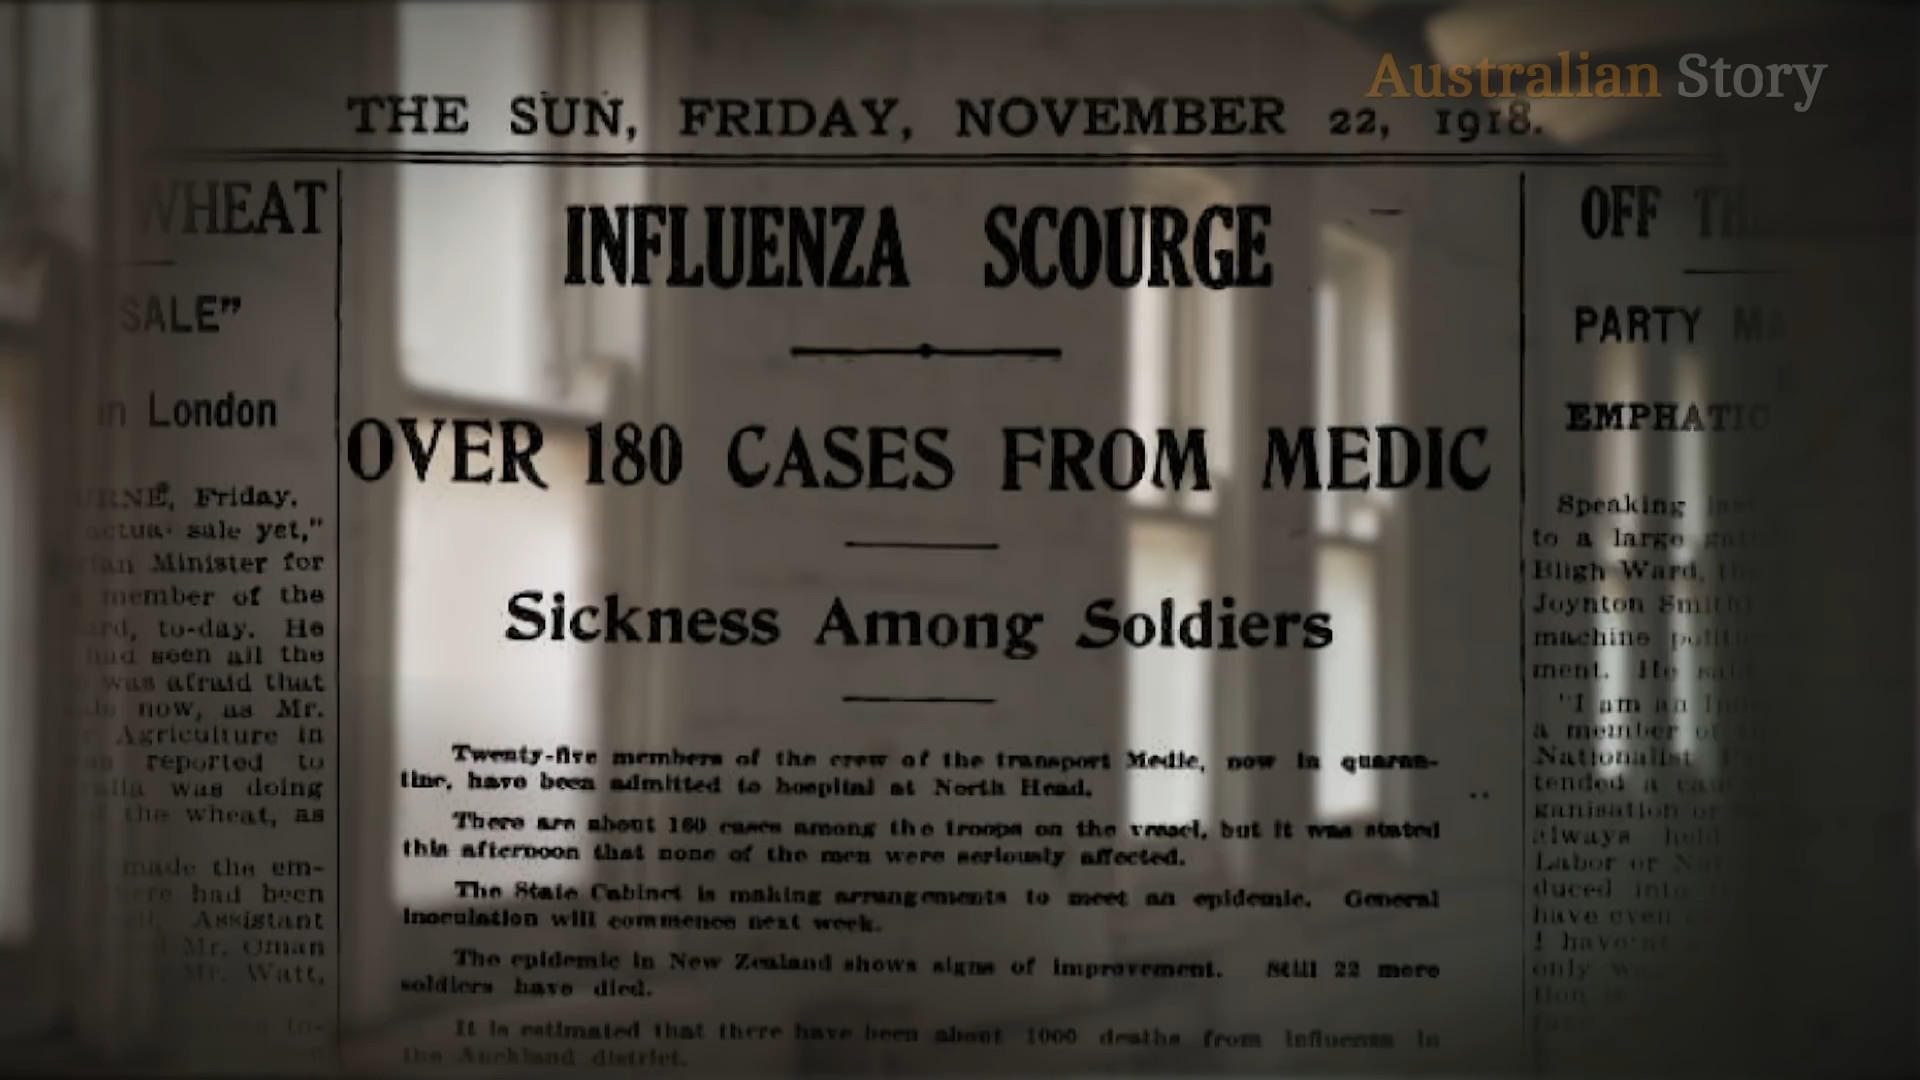 Australian Story
THE SUN, FRIDAY, NOVEMBER 22, 1918.
WHEAT
SALE"
in London
Friday.
sale yet,"
Minister for
member of the
to-day. He
had seen all the
was afraid that
now, as Mr.
Agriculture in
reported to
was doing
the wheat, as
made the em-
had been
Assistant
Mr. Oman
Mr. Watt,
INFLUENZA SCOURGE
OVER 180 CASES FROM MEDIC
Sickness Among Soldiers
Twenty-five members of the crew of the transport Medic, now in quaran-
tine, have been admitted to hospital at North Head.
There are about 160 cases among the troops on the vessel, but it was stated
this afternoon that none of the men were seriously affected.
The State Cabinet is making arrangements to meet an epidemic. General
inoculation will commence next week.
The epidemic in New Zealand shows signs of improvement. Still 22 more
soldiers have died.
It is estimated that there have been about 1000 deaths from influenza in
the Auckland district.
OFF
PARTY
EMPHATIC
Speaking
to a large
Bligh Ward,
Joynton Smith
machine
ment. He
"I am an
a member of
Nationalist
tended a
ganisation or
always held
Labor or
duced into
have even
I have
only